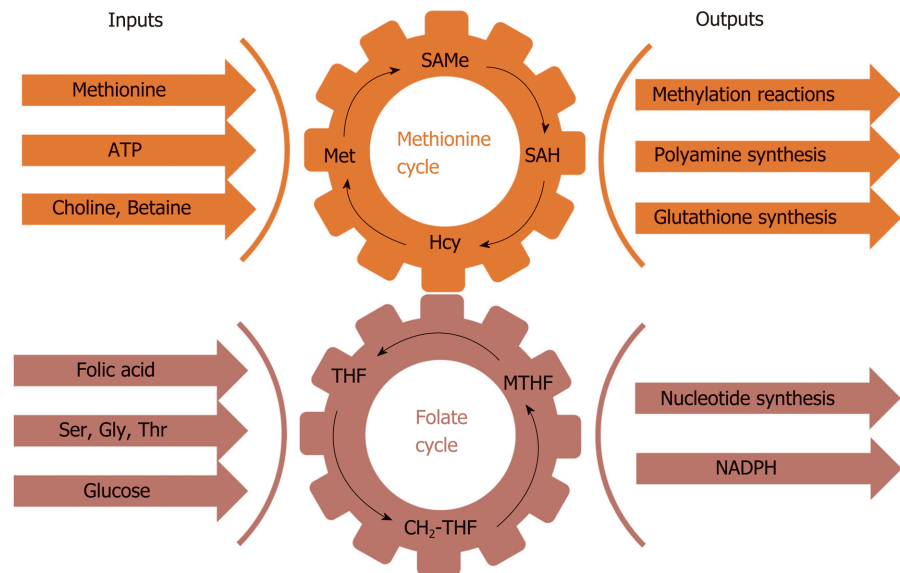 Inputs
Outputs
Methionine
ATP
Choline, Betaine
SAMe
Met
Methionine
cycle
SAH
Hcy
Methylation reactions
Polyamine synthesis
Glutathione synthesis
Folic acid
Ser, Gly, Thr
Glucose
THF
MTHF
Folate
cycle
CH₂-THF
Nucleotide synthesis
NADPH